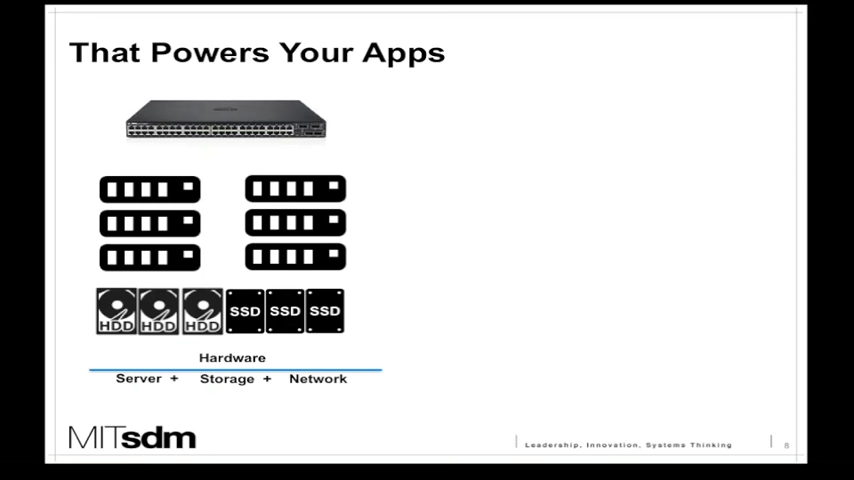 That Powers Your Apps
HDD HDD HDD SSD SSD SSD
Hardware
Server + Storage + Network
MITsdm
Leadership, Innovation, Systems Thinking
8